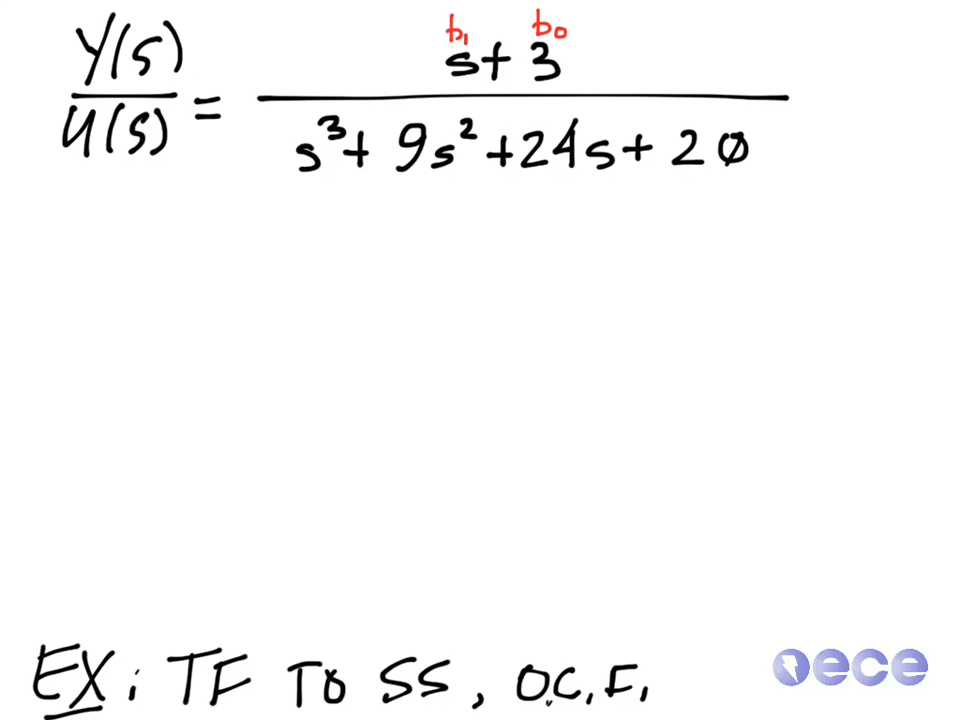 b₁ b₀
Y(s)/U(s) = s + 3 / s³ + 9s² + 24s + 20
EX: TF TO SS, O.C.F.
ece